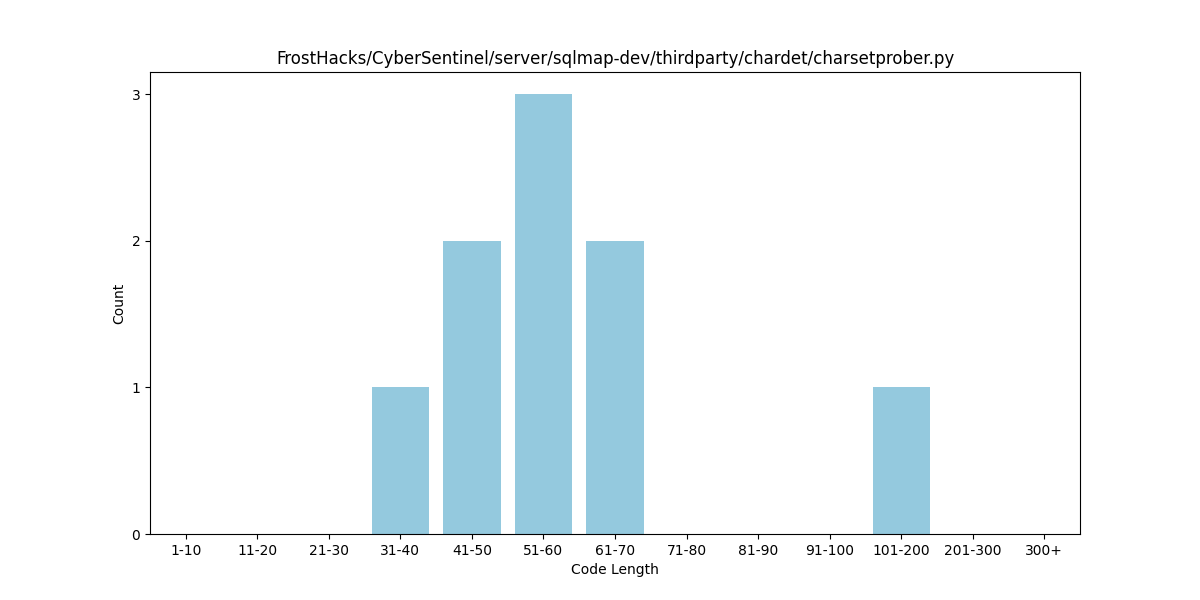 FrostHacks/CyberSentinel/server/sqlmap-dev/thirdparty/chardet/charsetprober.py
3
2
1
0
Count
1-10 11-20 21-30 31-40 41-50 51-60 61-70 71-80 81-90 91-100 101-200 201-300 300+
Code Length